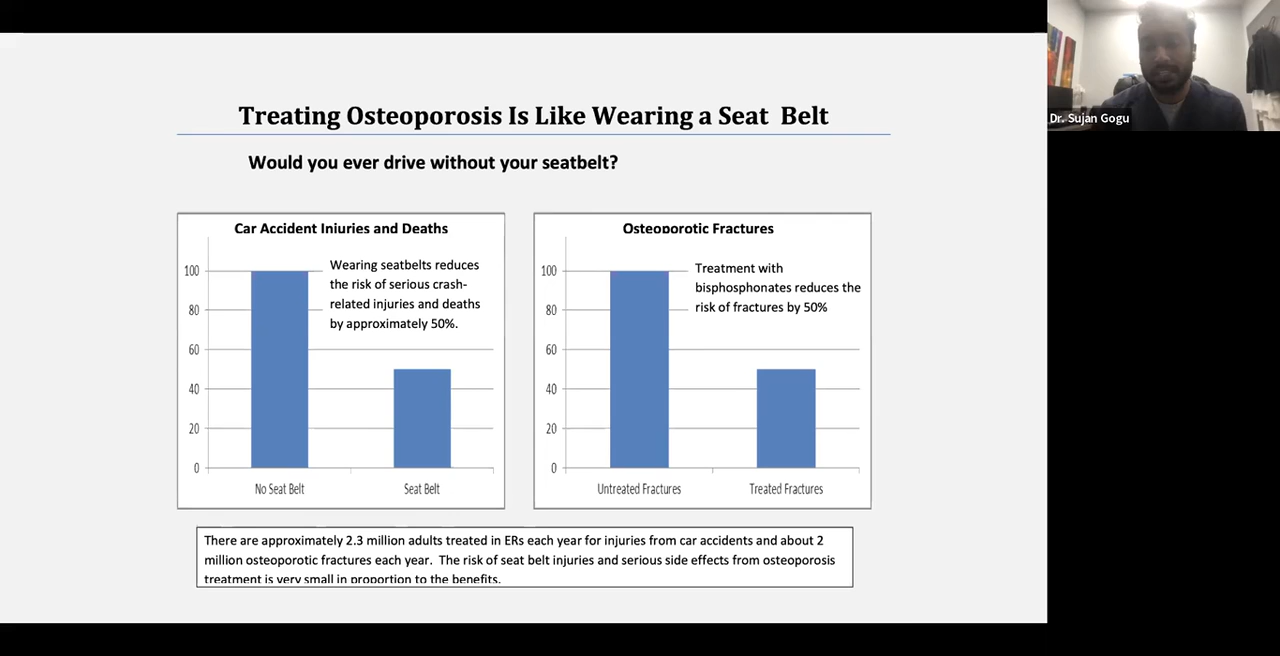 Dr. Sujan Gogu
Treating Osteoporosis Is Like Wearing a Seat Belt
Would you ever drive without your seatbelt?
Car Accident Injuries and Deaths
Wearing seatbelts reduces
the risk of serious crash-
related injuries and deaths
by approximately 50%.
100
80
60
40
20
0
No Seat Belt
Seat Belt
Osteoporotic Fractures
Treatment with
bisphosphonates reduces the
risk of fractures by 50%
100
80
60
40
20
0
Untreated Fractures
Treated Fractures
There are approximately 2.3 million adults treated in ERs each year for injuries from car accidents and about 2
million osteoporotic fractures each year. The risk of seat belt injuries and serious side effects from osteoporosis
treatment is very small in proportion to the benefits.